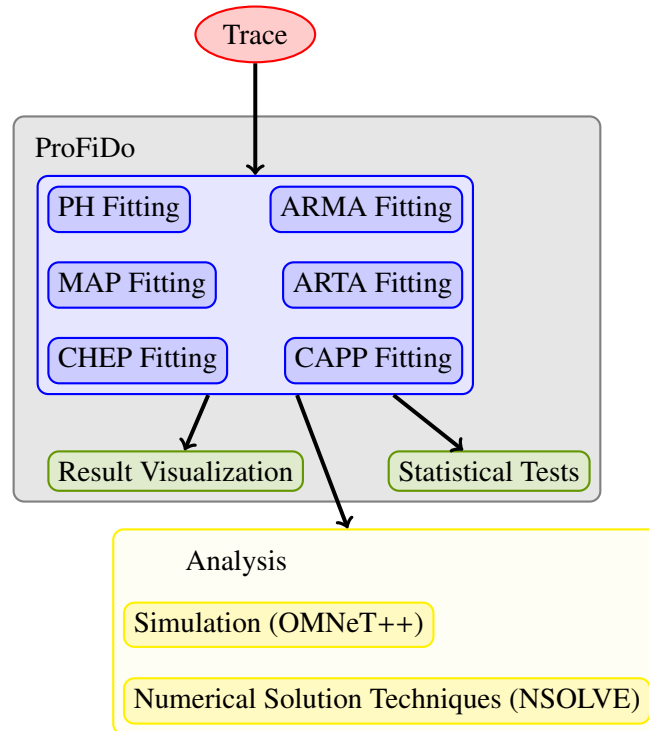 Trace
ProFiDo
PH Fitting
ARMA Fitting
MAP Fitting
ARTA Fitting
CHEP Fitting
CAPP Fitting
Result Visualization
Statistical Tests
Analysis
Simulation (OMNeT++)
Numerical Solution Techniques (NSOLVE)